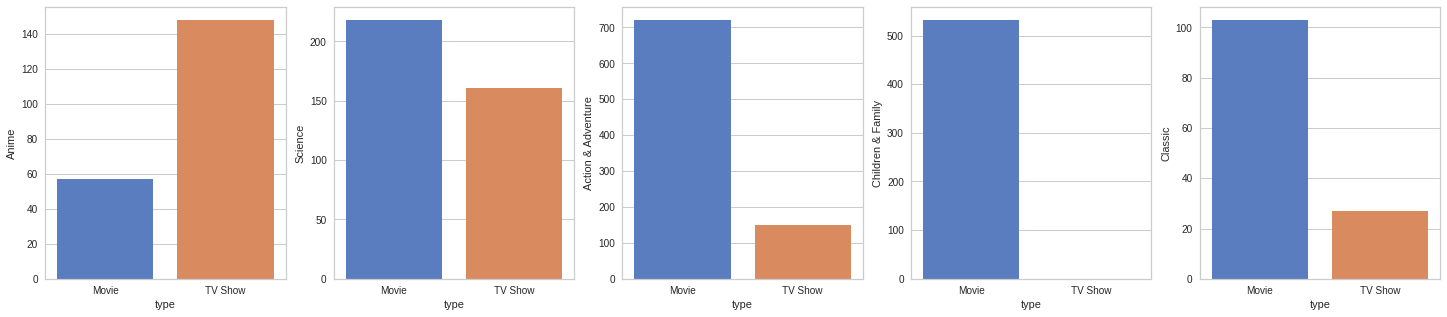 Anime
140
120
100
80
60
40
20
0
Movie
TV Show
type
Science
200
150
100
50
0
Movie
TV Show
type
Action & Adventure
700
600
500
400
300
200
100
0
Movie
TV Show
type
Children & Family
500
400
300
200
100
0
Movie
TV Show
type
Classic
100
80
60
40
20
0
Movie
TV Show
type